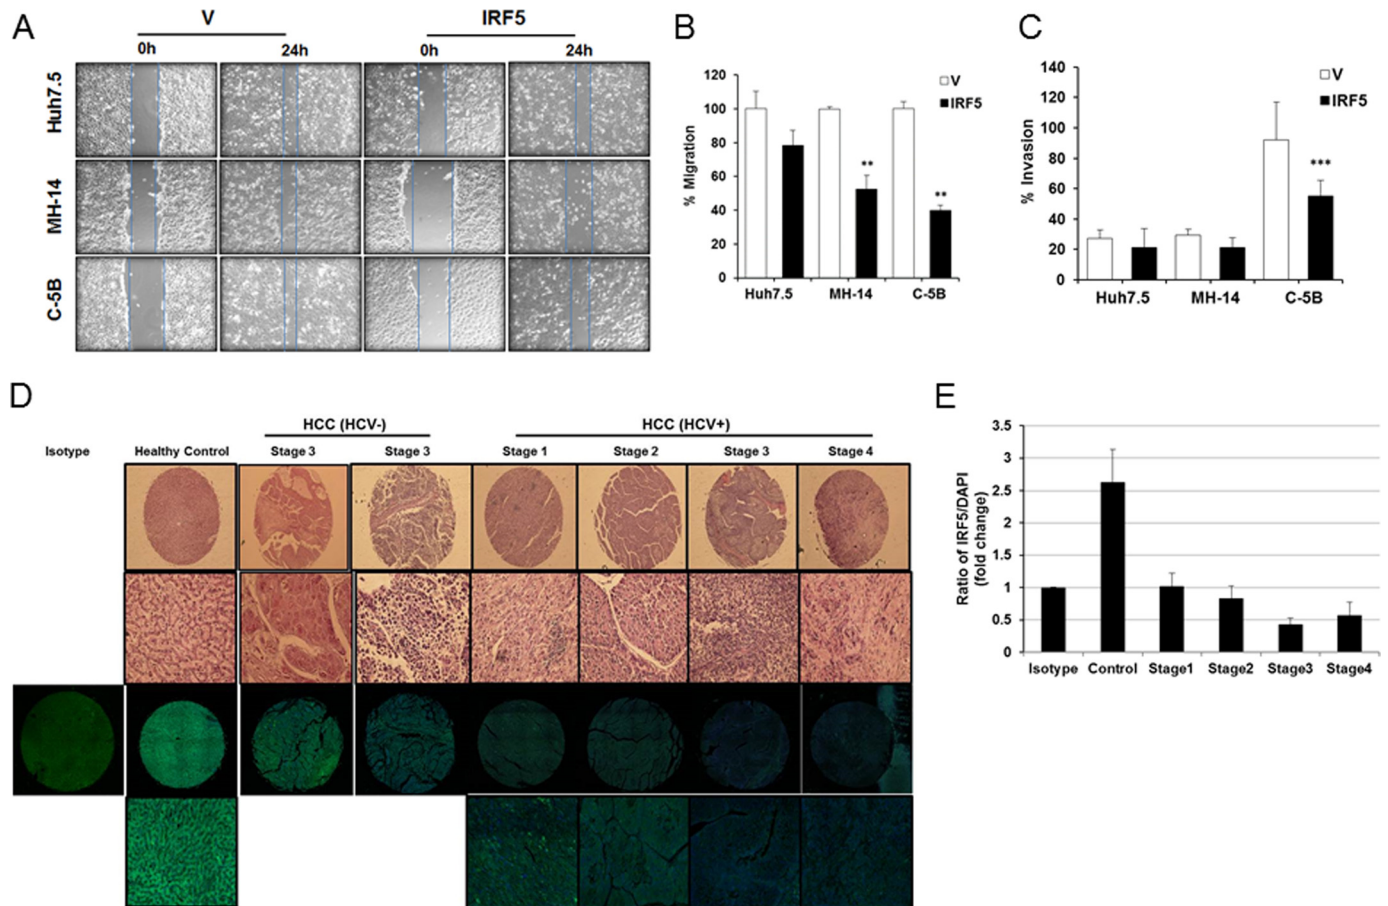 A
V
IRF5
0h
24h
0h
24h
Huh7.5
MH-14
C-5B
B
V
IRF5
% Migration
120
100
80
60
40
20
0
**
**
Huh7.5
MH-14
C-5B
C
V
IRF5
% Invasion
140
120
100
80
60
40
20
0
***
Huh7.5
MH-14
C-5B
D
HCC (HCV-)
HCC (HCV+)
Isotype
Healthy Control
Stage 3
Stage 3
Stage 1
Stage 2
Stage 3
Stage 4
E
Ratio of IRF5/DAPI
(fold change)
3.5
3
2.5
2
1.5
1
0.5
0
Isotype
Control
Stage1
Stage2
Stage3
Stage4